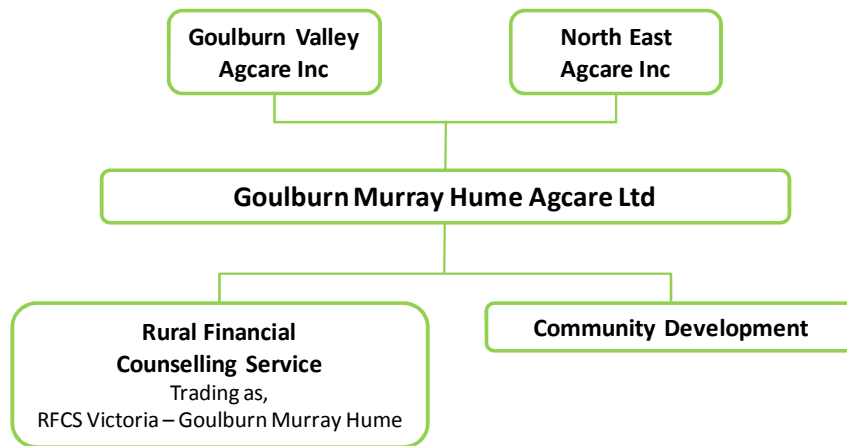 Goulburn Valley
Agcare Inc
North East
Agcare Inc
Goulburn Murray Hume Agcare Ltd
Rural Financial
Counselling Service
Trading as,
RFCS Victoria – Goulburn Murray Hume
Community Development